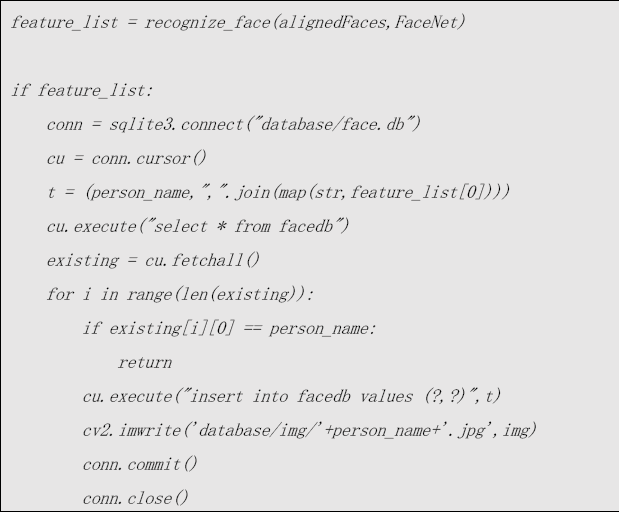 feature_list = recognize_face(alignedFaces,FaceNet)
if feature_list:
    conn = sqlite3.connect("database/face.db")
    cu = conn.cursor()
    t = (person_name,",".join(map(str,feature_list[0])))
    cu.execute("select * from facedb")
    existing = cu.fetchall()
    for i in range(len(existing)):
        if existing[i][0] == person_name:
            return
        cu.execute("insert into facedb values (?,?)",t)
        cv2.imwrite('database/img/'+person_name+'.jpg',img)
        conn.commit()
        conn.close()